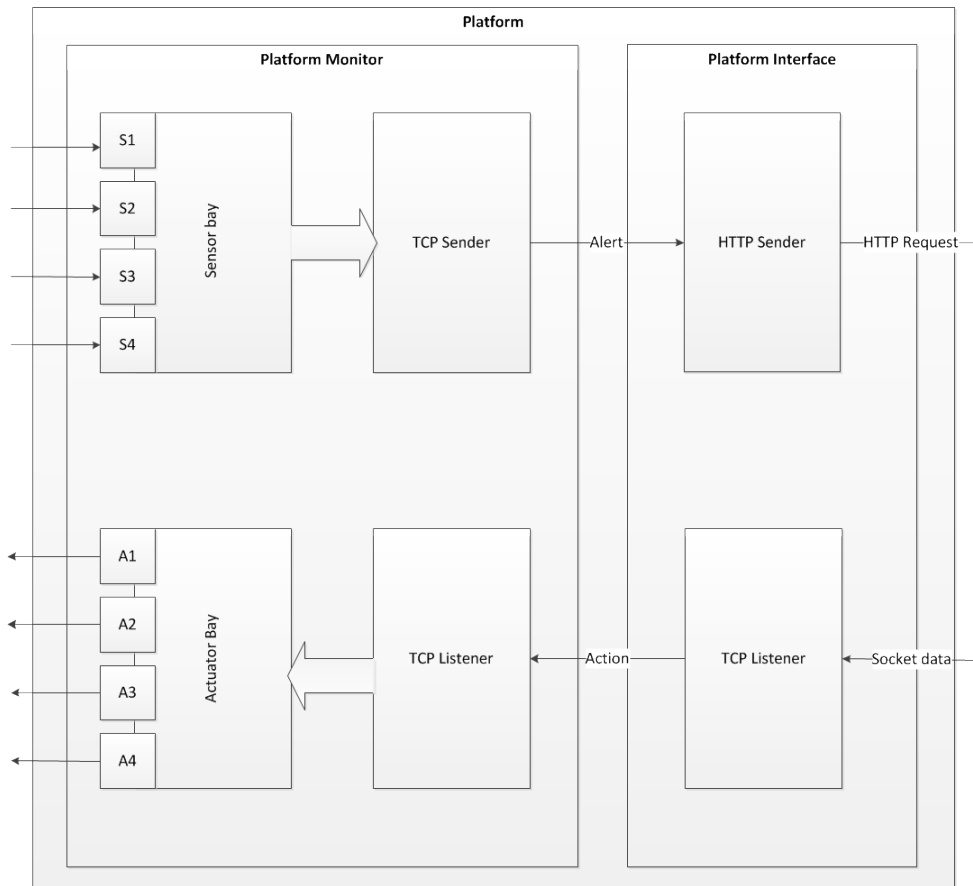 Platform
Platform Monitor
Platform Interface
S1
S2
S3
S4
Sensor bay
TCP Sender
Alert
HTTP Sender
HTTP Request
A1
A2
A3
A4
Actuator Bay
TCP Listener
Action
TCP Listener
Socket data